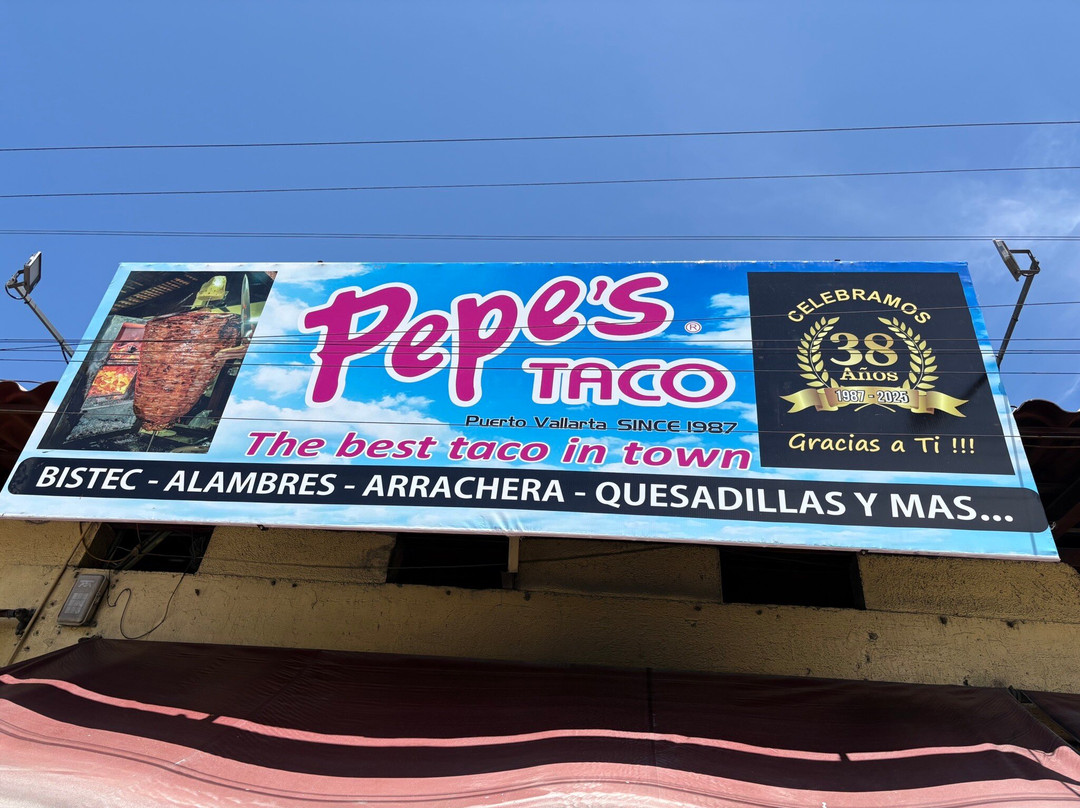 Pepe's ®
TACO
Puerto Vallarta SINCE 1987
The best taco in town
BISTEC - ALAMBRES - ARRACHERA - QUESADILLAS Y MAS...
CELEBRAMOS
38
Años
1987 - 2025
Gracias a Ti !!!